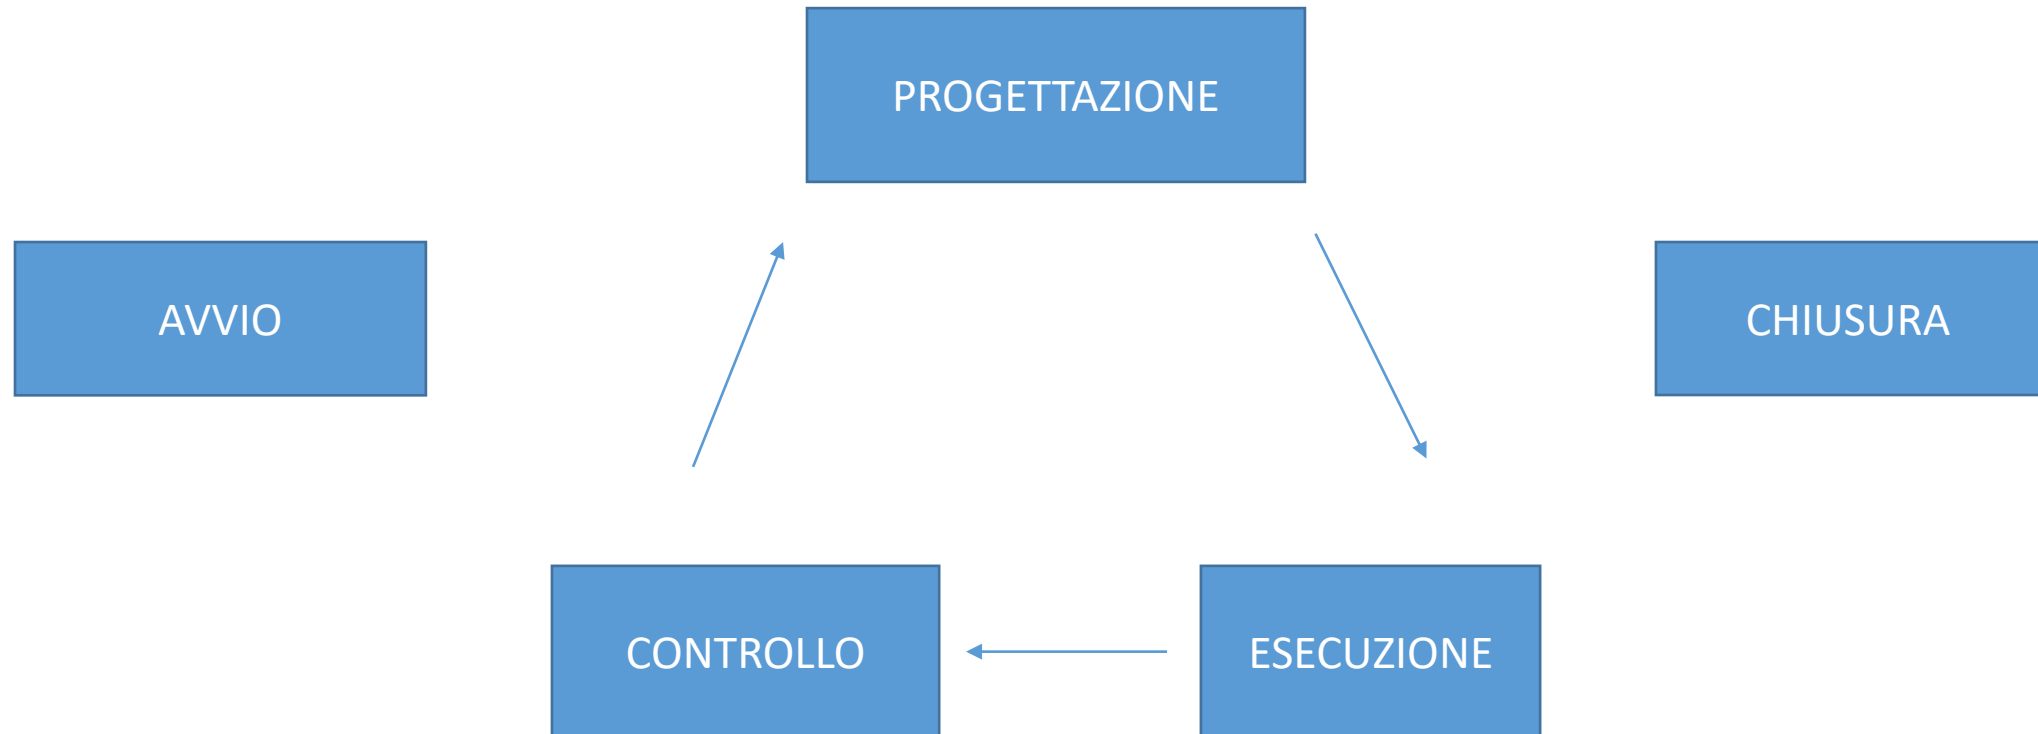 PROGETTAZIONE
AVVIO
CHIUSURA
CONTROLLO
ESECUZIONE